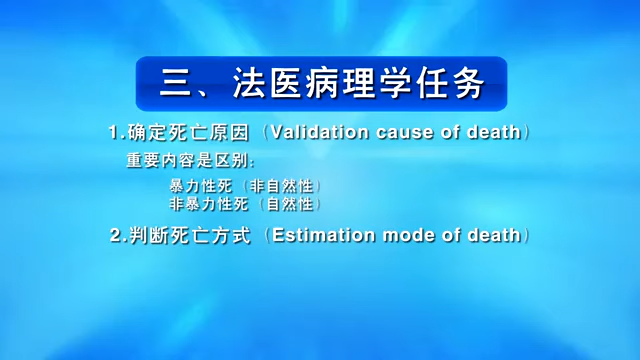 三、法医病理学任务
1.确定死亡原因（Validation cause of death）
重要内容是区别：
暴力性死（非自然性）
非暴力性死（自然性）
2.判断死亡方式（Estimation mode of death）